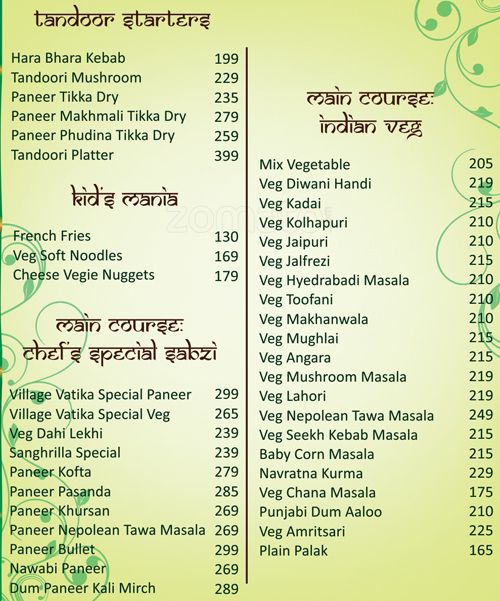 tandoor starters
Hara Bhara Kebab 199
Tandoori Mushroom 229
Paneer Tikka Dry 235
Paneer Makhmali Tikka Dry 279
Paneer Phudina Tikka Dry 259
Tandoori Platter 399
kid's mania
French Fries 130
Veg Soft Noodles 169
Cheese Vegie Nuggets 179
main course:
chef's special sabzi
Village Vatika Special Paneer 299
Village Vatika Special Veg 265
Veg Dahi Lekhi 239
Sanghrilla Special 239
Paneer Kofta 279
Paneer Pasanda 285
Paneer Khursan 269
Paneer Nepolean Tawa Masala 269
Paneer Bullet 299
Nawabi Paneer 269
Dum Paneer Kali Mirch 289
main course:
indian veg
Mix Vegetable 205
Veg Diwani Handi 219
Veg Kadai 215
Veg Kolhapuri 210
Veg Jaipuri 210
Veg Jalfrezi 215
Veg Hyedrabadi Masala 210
Veg Toofani 210
Veg Makhanwala 210
Veg Mughlai 215
Veg Angara 215
Veg Mushroom Masala 219
Veg Lahori 219
Veg Nepolean Tawa Masala 249
Veg Seekh Kebab Masala 215
Baby Corn Masala 215
Navratna Kurma 229
Veg Chana Masala 175
Punjabi Dum Aaloo 210
Veg Amritsari 225
Plain Palak 165